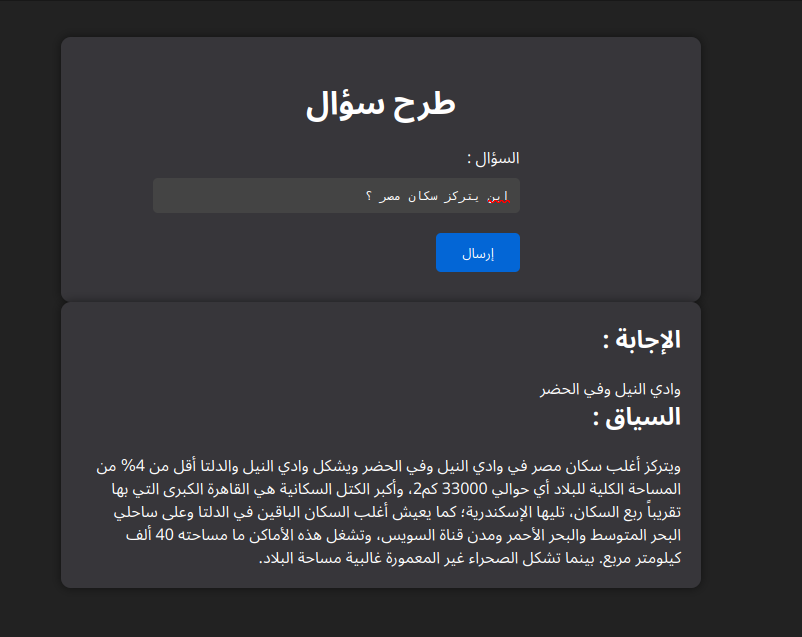 طرح سؤال
السؤال :
اين يتركز سكان مصر ؟
إرسال
الإجابة :
وادي النيل وفي الحضر
السياق :
ويتركز أغلب سكان مصر في وادي النيل وفي الحضر ويشكل وادي النيل والدلتا أقل من 4% من
المساحة الكلية للبلاد أي حوالي 33000 كم2، وأكبر الكتل السكانية هي القاهرة الكبرى التي بها
تقريباً ربع السكان، تليها الإسكندرية؛ كما يعيش أغلب السكان الباقين في الدلتا وعلى ساحلي
البحر المتوسط والبحر الأحمر ومدن قناة السويس، وتشغل هذه الأماكن ما مساحته 40 ألف
كيلومتر مربع. بينما تشكل الصحراء غير المعمورة غالبية مساحة البلاد.